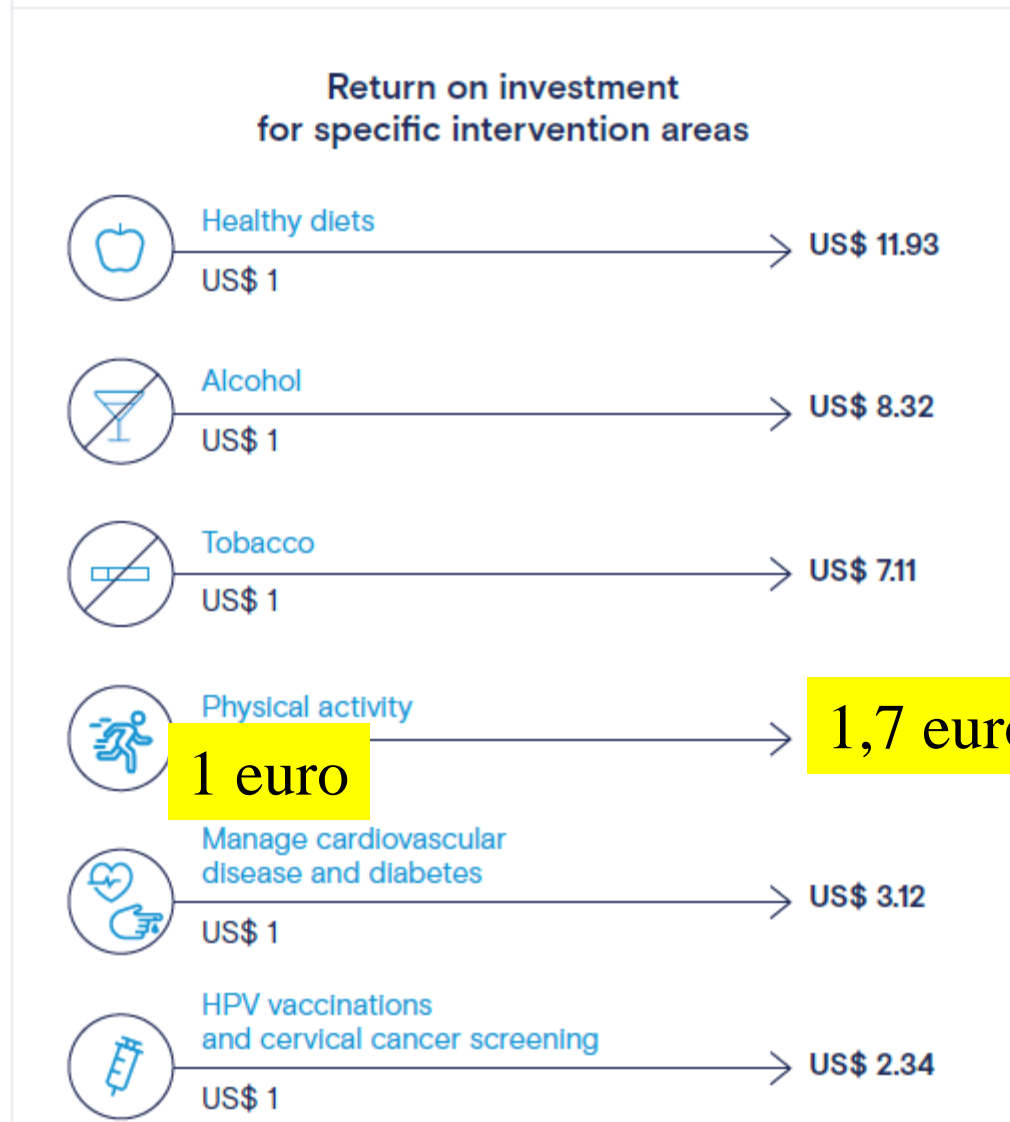 Return on investment
for specific intervention areas
Healthy diets
US$ 1
US$ 11.93
Alcohol
US$ 1
US$ 8.32
Tobacco
US$ 1
US$ 7.11
Physical activity
1 euro
1,7 eur
Manage cardiovascular
disease and diabetes
US$ 1
US$ 3.12
HPV vaccinations
and cervical cancer screening
US$ 1
US$ 2.34